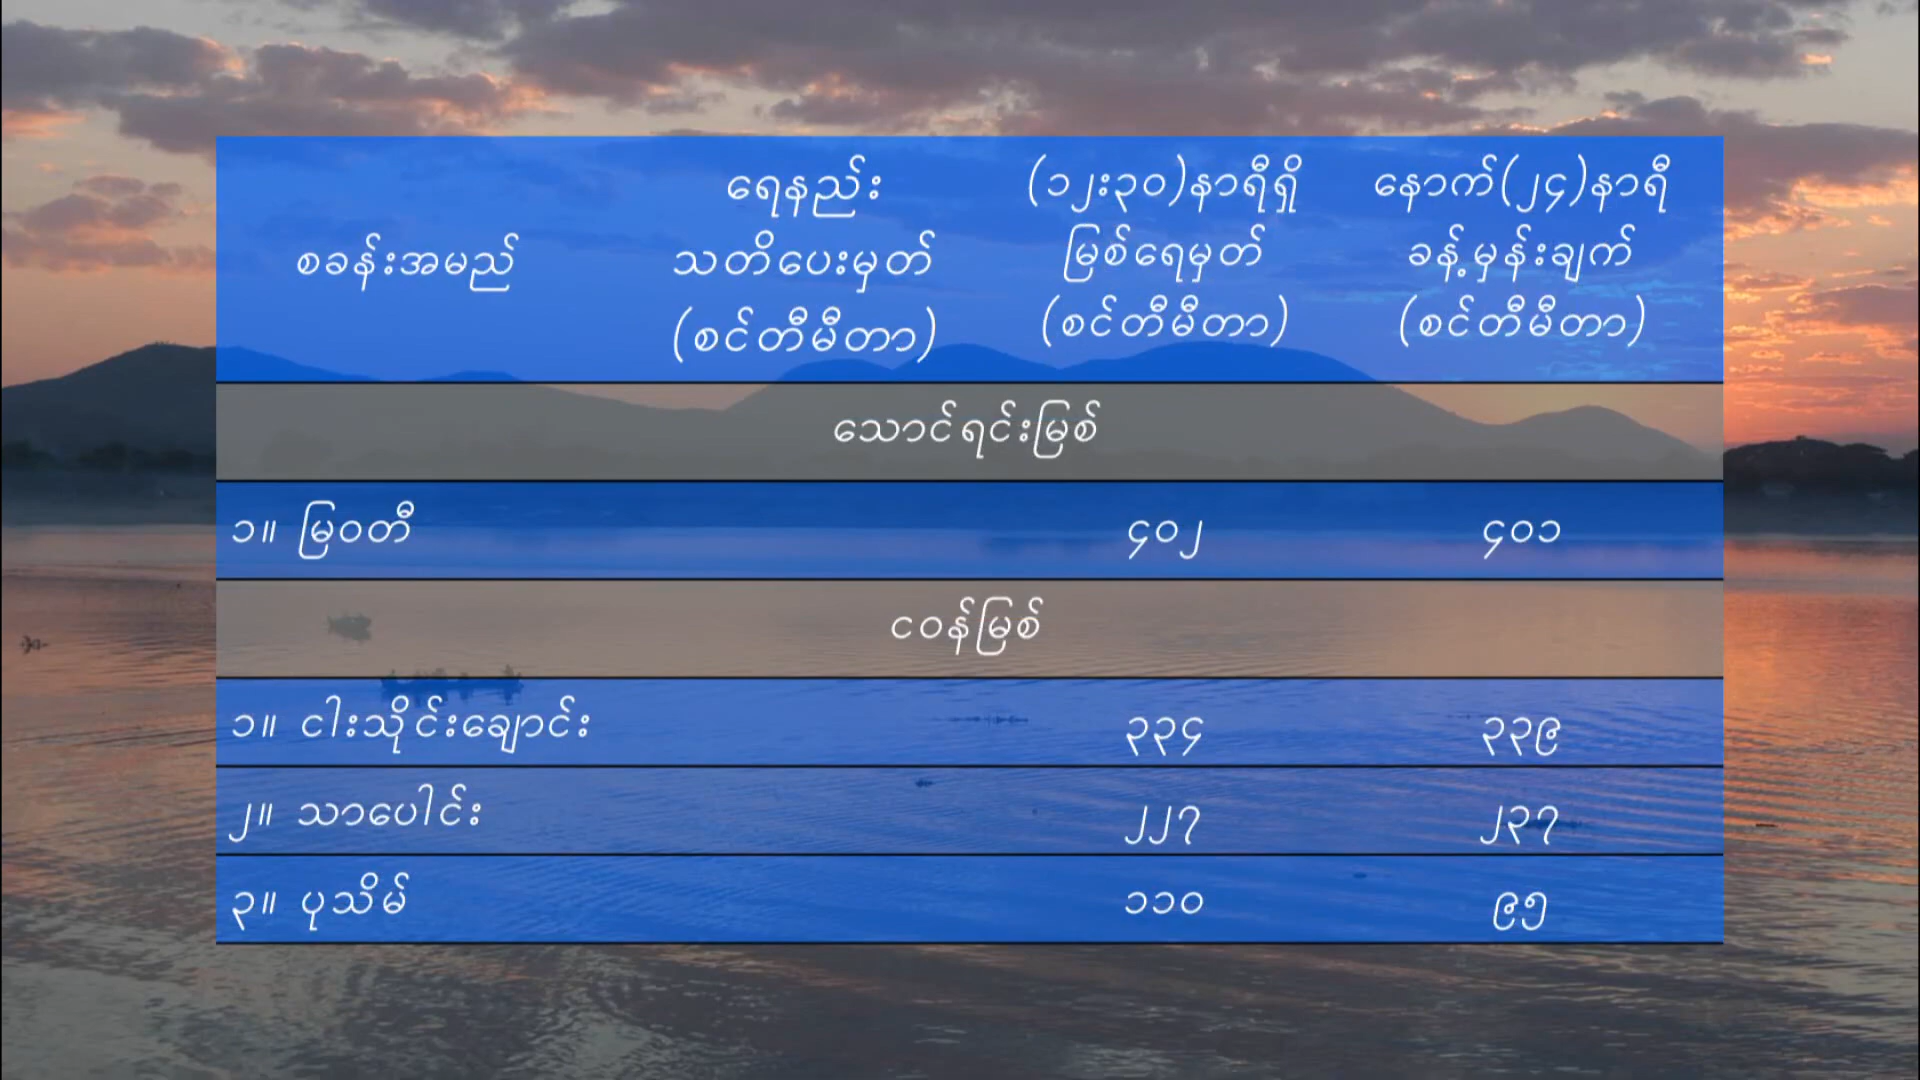 စခန်းအမည်
ရေနည်း
သတိပေးမှတ်
(စင်တီမီတာ)
(၁၂း၃၀)နာရီရှိ
မြစ်ရေမှတ်
(စင်တီမီတာ)
နောက်(၂၄)နာရီ
ခန့်မှန်းချက်
(စင်တီမီတာ)
သောင်ရင်းမြစ်
၁။ မြဝတီ ၄၀၂ ၄၀၁
ငဝန်မြစ်
၁။ ငါးသိုင်းချောင်း ၃၃၄ ၃၃၉
၂။ သာပေါင်း ၂၂၇ ၂၃၇
၃။ ပုသိမ် ၁၁၀ ၉၅